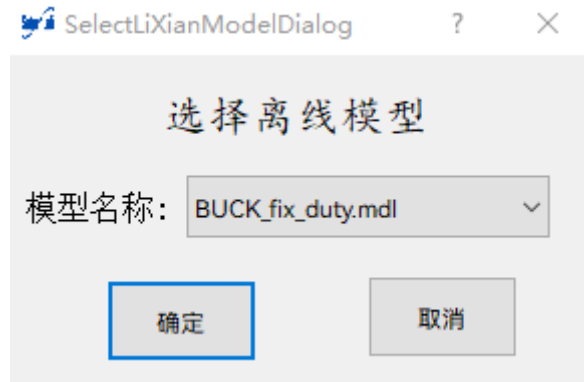 SelectLiXianModelDialog ? ×
选择离线模型
模型名称: BUCK_fix_duty.mdl
确定 取消